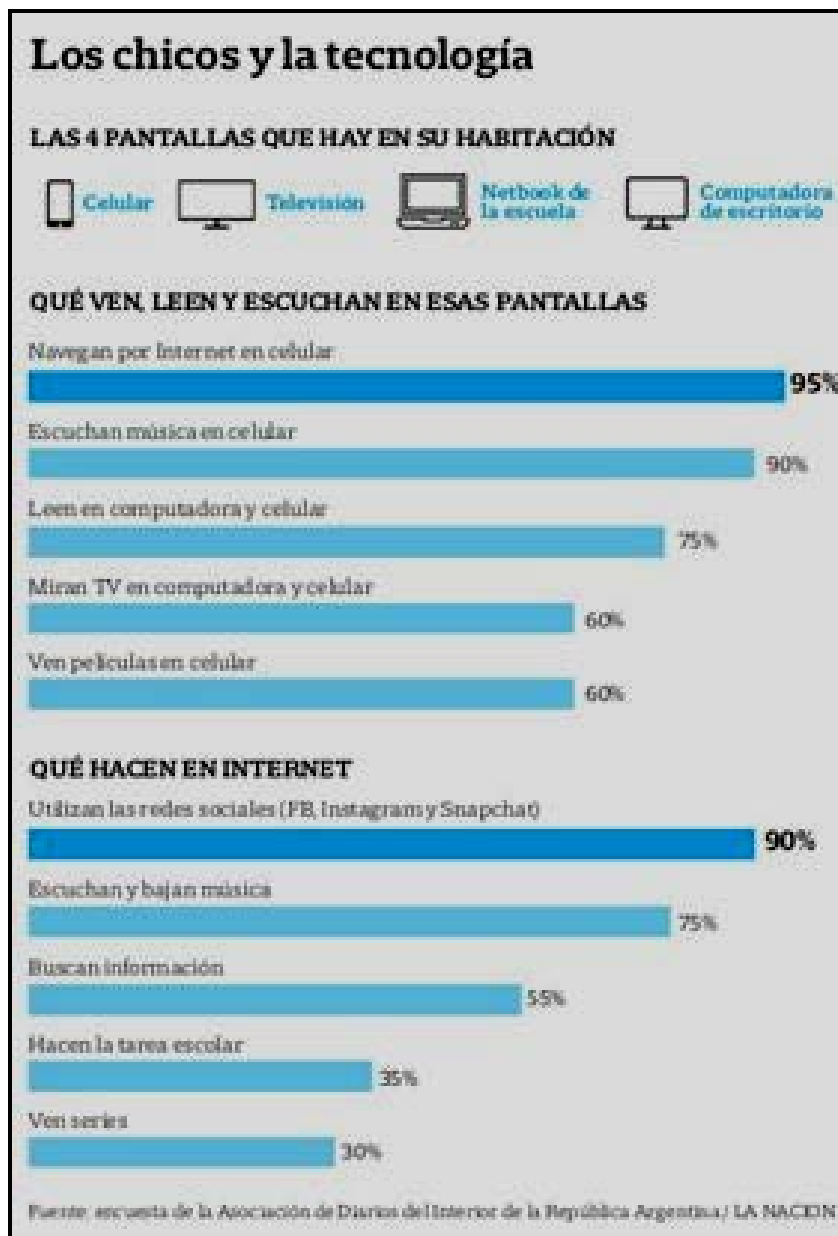 Los chicos y la tecnología
LAS 4 PANTALLAS QUE HAY EN SU HABITACIÓN
Celular
Televisión
Netbook de
la escuela
Computadora
de escritorio
QUÉ VEN, LEEN Y ESCUCHAN EN ESAS PANTALLAS
Navegan por Internet en celular
95%
Escuchan música en celular
90%
Leen en computadora y celular
75%
Miran TV en computadora y celular
60%
Ven películas en celular
60%
QUÉ HACEN EN INTERNET
Utilizan las redes sociales (FB, Instagram y Snapchat)
90%
Escuchan y bajan música
75%
Buscan información
55%
Hacen la tarea escolar
35%
Ven series
30%
Fuente: encuesta de la Asociación de Diarios del Interior de la República Argentina / LA NACION